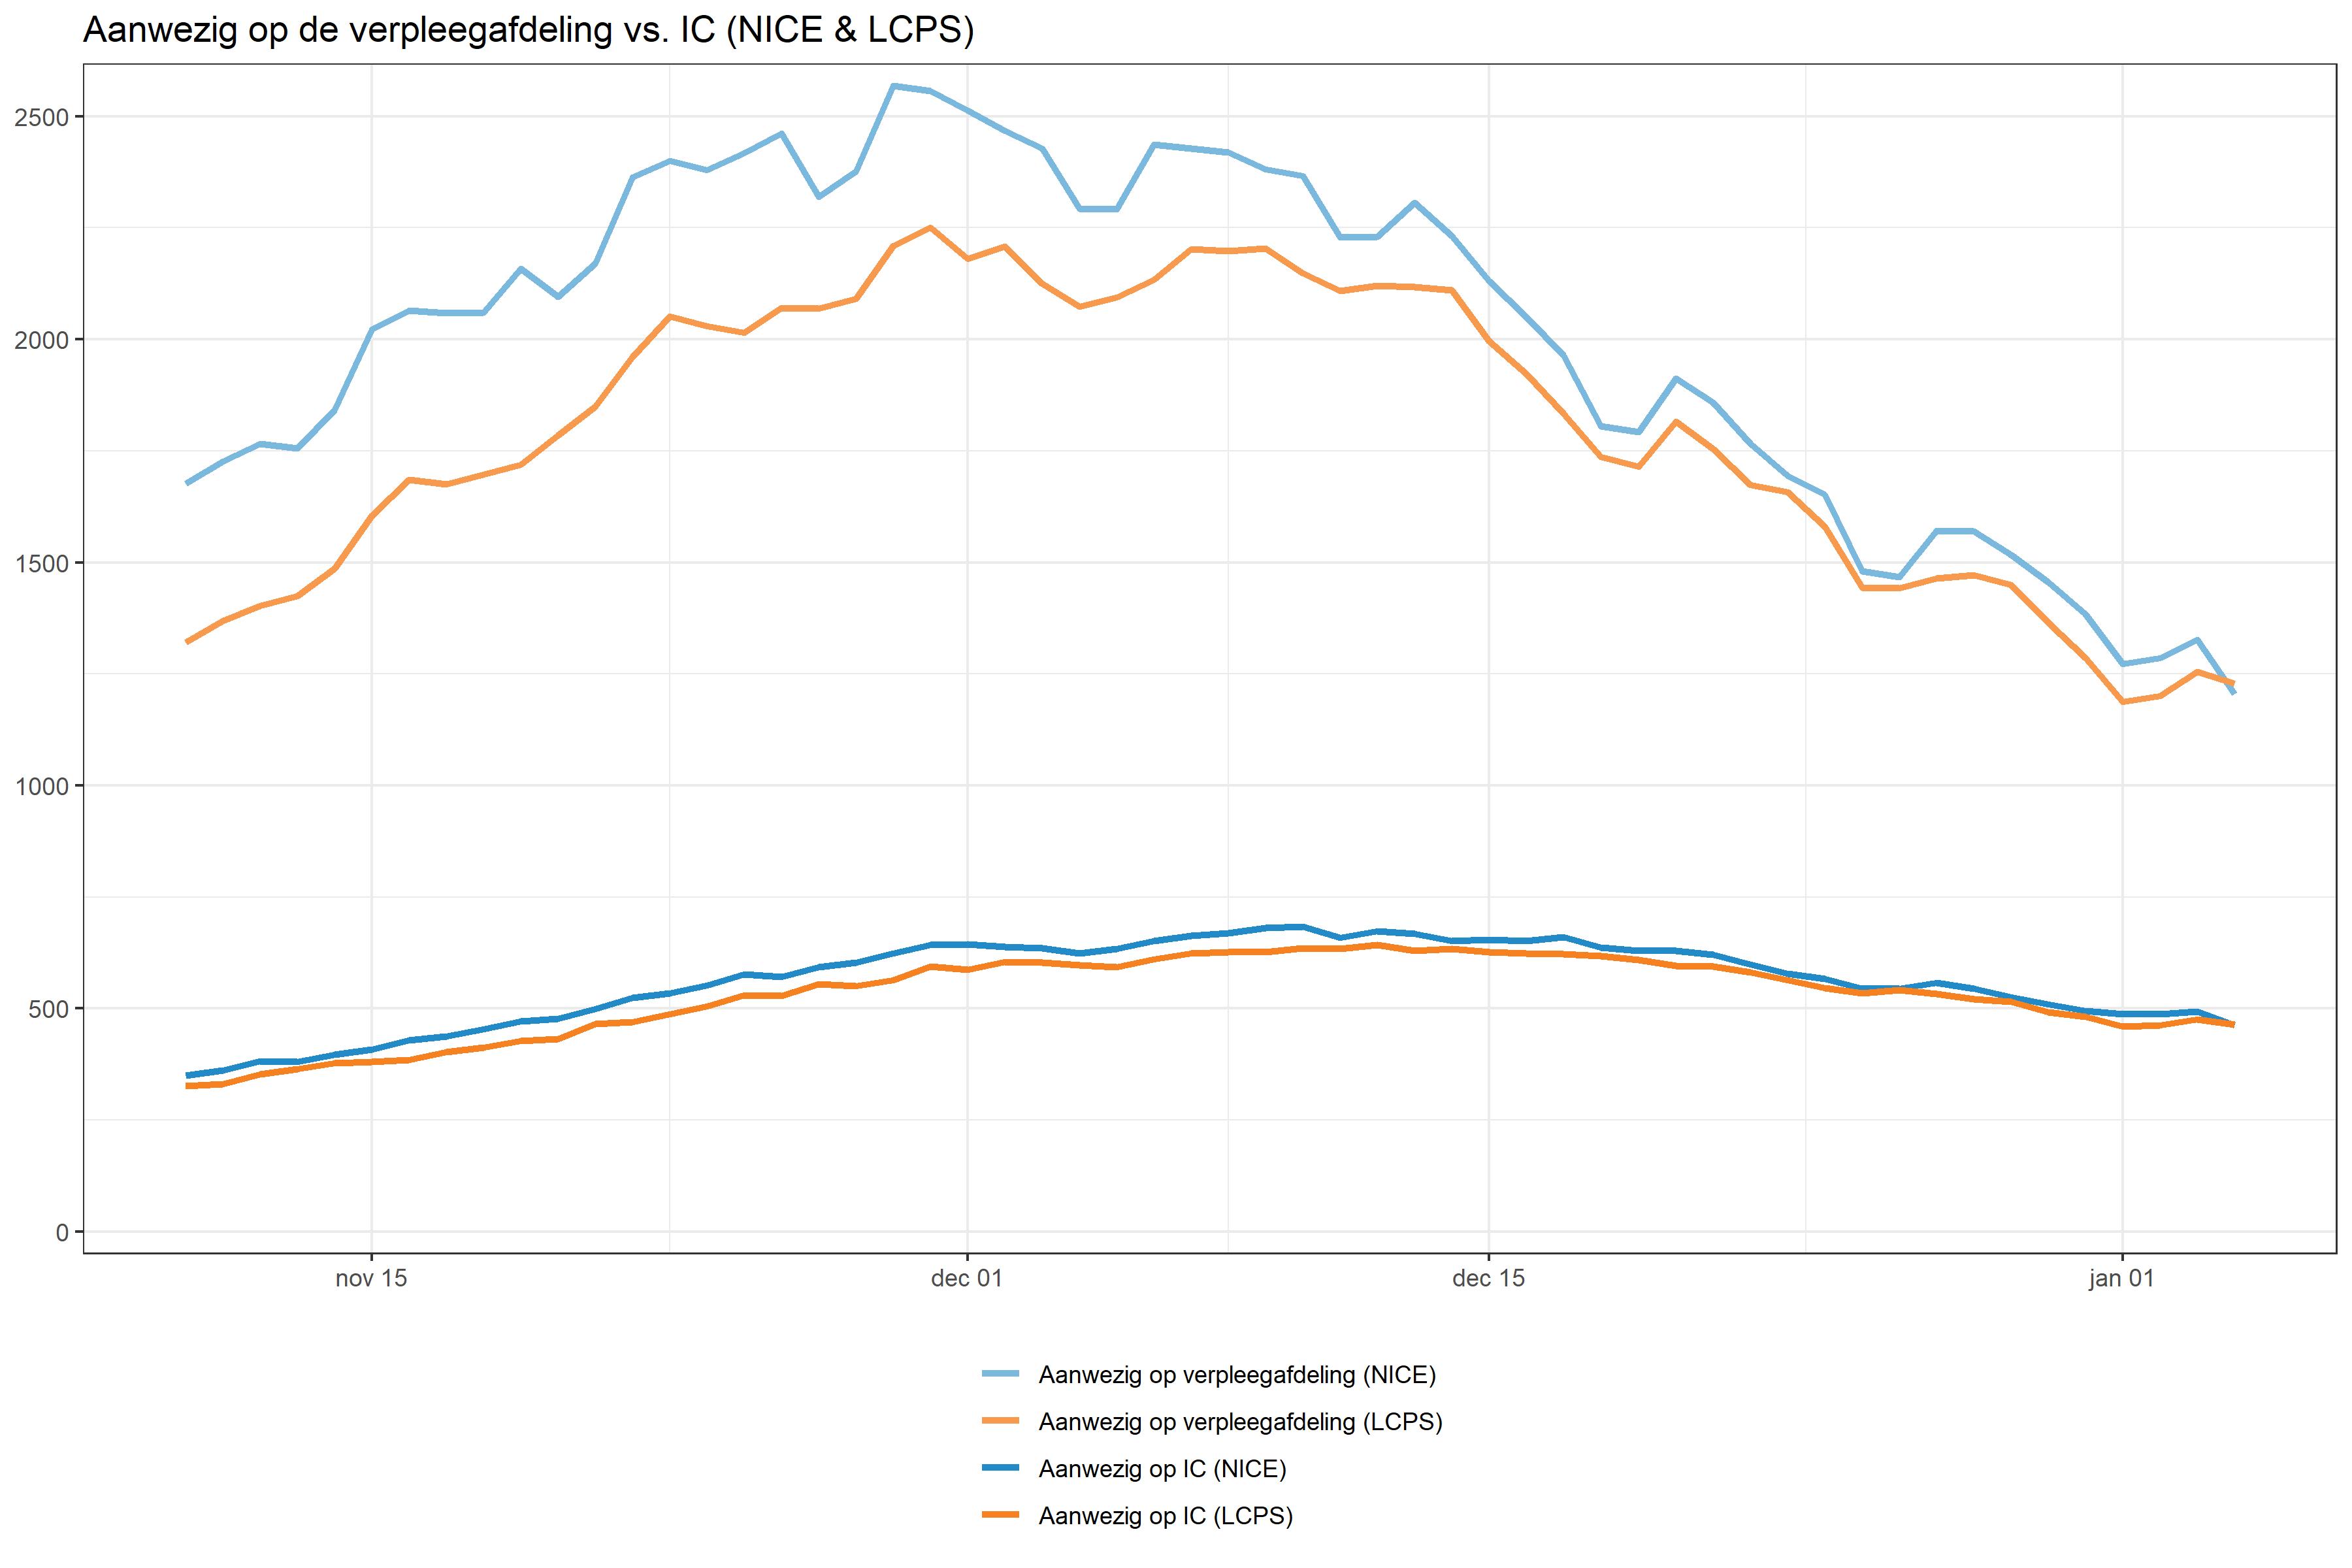 Aanwezig op de verpleegafdeling vs. IC (NICE & LCPS)
2500
2000
1500
1000
500
0
nov 15 dec 01 dec 15 jan 01
Aanwezig op verpleegafdeling (NICE)
Aanwezig op verpleegafdeling (LCPS)
Aanwezig op IC (NICE)
Aanwezig op IC (LCPS)